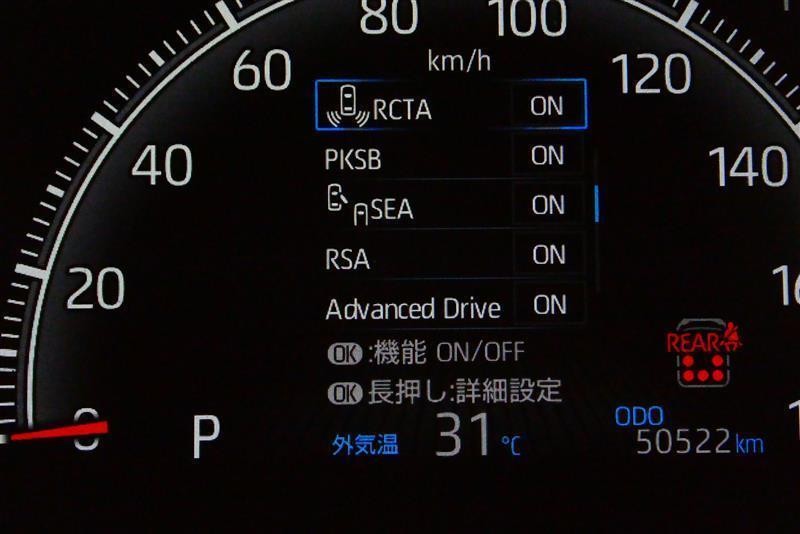 80 100
km/h
60 120
RCTA ON
PKSB ON
40 140
SEA ON
RSA ON
20
Advanced Drive ON
REAR
OK:機能 ON/OFF
OK長押し:詳細設定
0
P
ODO
外気温 31℃
50522km